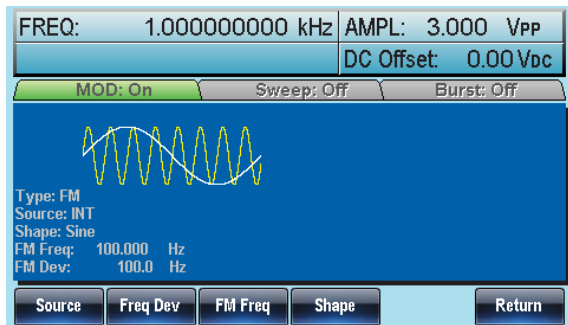 FREQ: 1.000000000 kHz AMPL: 3.000 VPP
DC Offset: 0.00 VDC
MOD: On Sweep: Off Burst: Off
Type: FM
Source: INT
Shape: Sine
FM Freq: 100.000 Hz
FM Dev: 100.0 Hz
Source Freq Dev FM Freq Shape Return